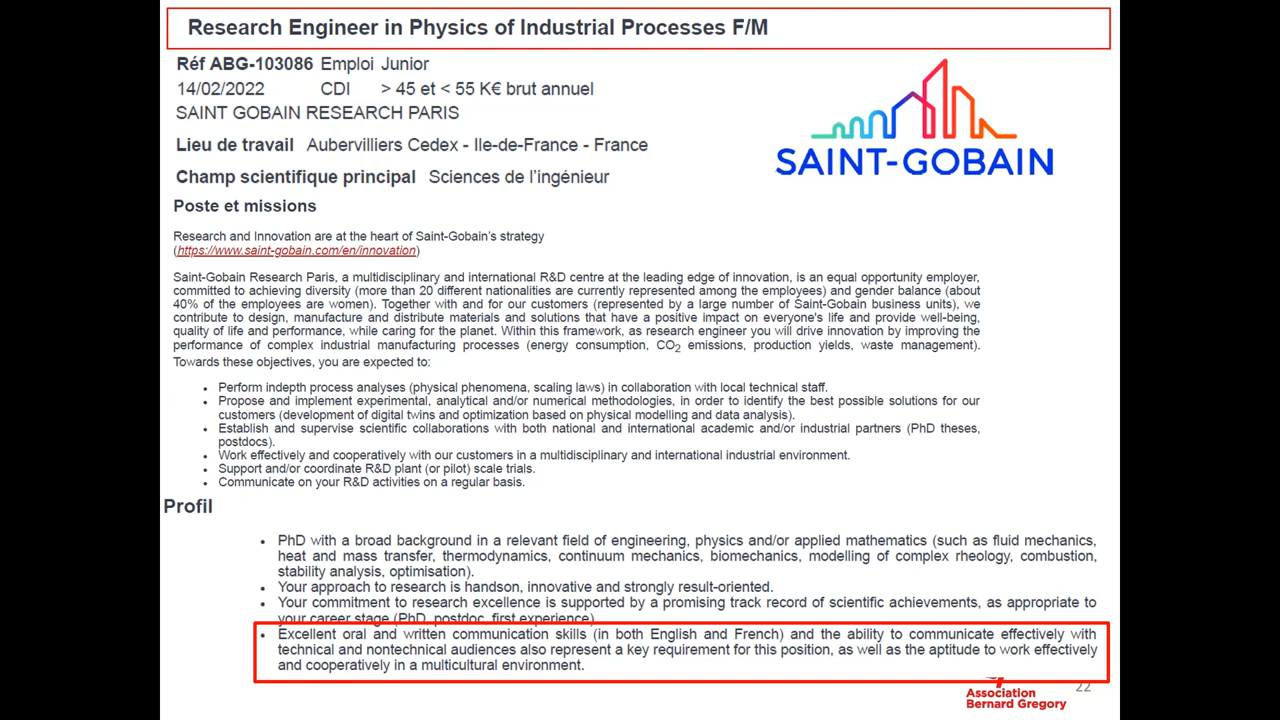 Research Engineer in Physics of Industrial Processes F/M
Réf ABG-103086 Emploi Junior
14/02/2022 CDI > 45 et < 55 K€ brut annuel
SAINT GOBAIN RESEARCH PARIS
Lieu de travail Aubervilliers Cedex - Ile-de-France - France
SAINT-GOBAIN
Champ scientifique principal Sciences de l'ingénieur
Poste et missions
Research and Innovation are at the heart of Saint-Gobain's strategy
(https://www.saint-gobain.com/en/innovation)
Saint-Gobain Research Paris, a multidisciplinary and international R&D centre at the leading edge of innovation, is an equal opportunity employer,
committed to achieving diversity (more than 20 different nationalities are currently represented among the employees) and gender balance (about
40% of the employees are women). Together with and for our customers (represented by a large number of Saint-Gobain business units), we
contribute to design, manufacture and distribute materials and solutions that have a positive impact on everyone's life and provide well-being,
quality of life and performance, while caring for the planet. Within this framework, as research engineer you will drive innovation by improving the
performance of complex industrial manufacturing processes (energy consumption, CO2 emissions, production yields, waste management).
Towards these objectives, you are expected to:
• Perform indepth process analyses (physical phenomena, scaling laws) in collaboration with local technical staff.
• Propose and implement experimental, analytical and/or numerical methodologies, in order to identify the best possible solutions for our
customers (development of digital twins and optimization based on physical modelling and data analysis).
• Establish and supervise scientific collaborations with both national and international academic and/or industrial partners (PhD theses,
postdocs).
• Work effectively and cooperatively with our customers in a multidisciplinary and international industrial environment.
• Support and/or coordinate R&D plant (or pilot) scale trials.
• Communicate on your R&D activities on a regular basis.
Profil
• PhD with a broad background in a relevant field of engineering, physics and/or applied mathematics (such as fluid mechanics,
heat and mass transfer, thermodynamics, continuum mechanics, biomechanics, modelling of complex rheology, combustion,
stability analysis, optimisation).
• Your approach to research is handson, innovative and strongly result-oriented.
• Your commitment to research excellence is supported by a promising track record of scientific achievements, as appropriate to
your career stage (PhD, postdoc, first experience).
• Excellent oral and written communication skills (in both English and French) and the ability to communicate effectively with
technical and nontechnical audiences also represent a key requirement for this position, as well as the aptitude to work effectively
and cooperatively in a multicultural environment.
22
Association
Bernard Gregory